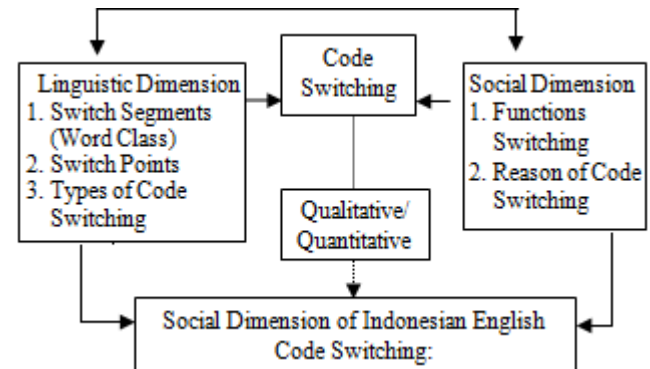 Linguistic Dimension
1. Switch Segments
(Word Class)
2. Switch Points
3. Types of Code
Switching
Code
Switching
Social Dimension
1. Functions
Switching
2. Reason of Code
Switching
Qualitative/
Quantitative
Social Dimension of Indonesian English
Code Switching: